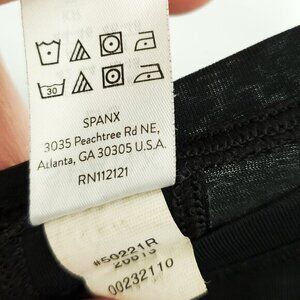 30
SPANX
3035 Peachtree Rd NE,
Atlanta, GA 30305 U.S.A.
RN112121
#50221R
00232110